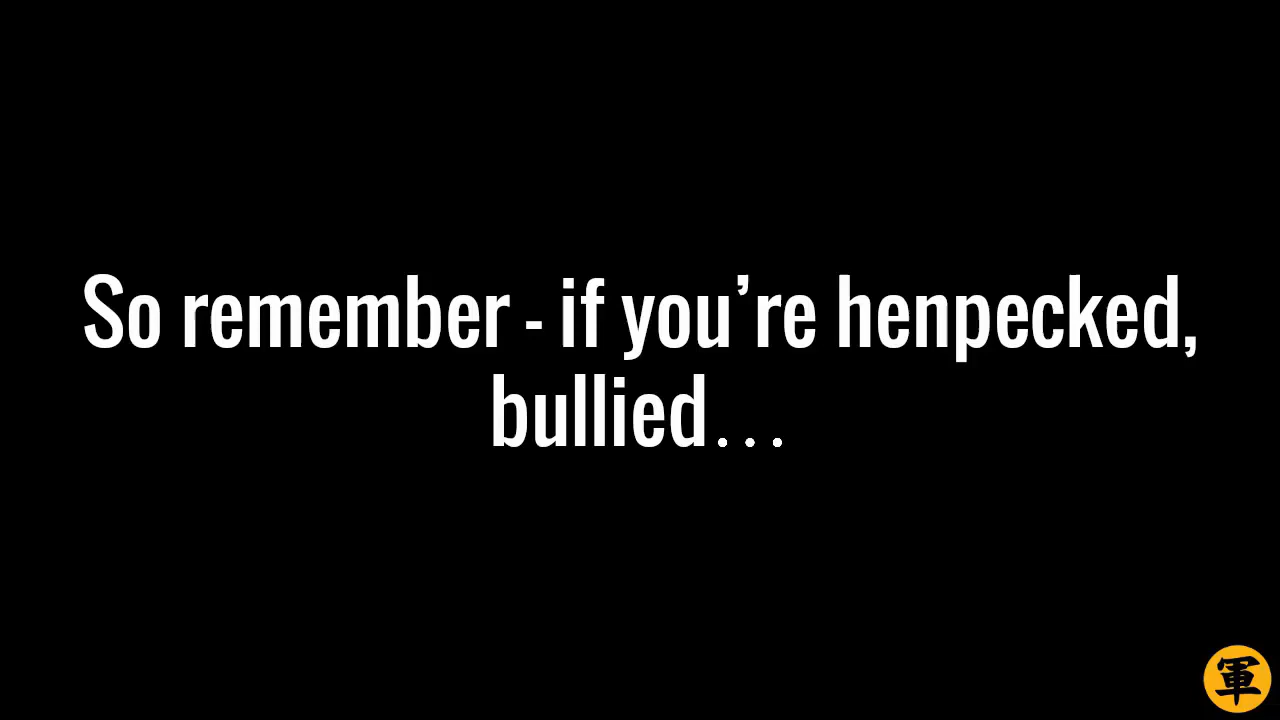 So remember - if you’re henpecked,
bullied…
軍